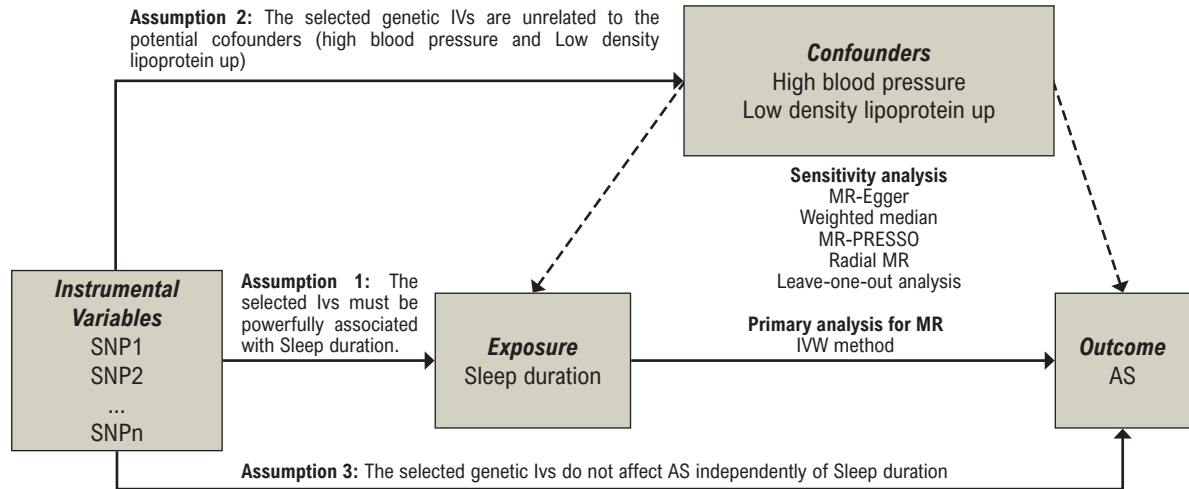 Assumption 2: The selected genetic IVs are unrelated to the
potential cofounders (high blood pressure and Low density
lipoprotein up)
Confounders
High blood pressure
Low density lipoprotein up
Sensitivity analysis
MR-Egger
Weighted median
MR-PRESSO
Radial MR
Leave-one-out analysis
Instrumental
Variables
SNP1
SNP2
...
SNPn
Assumption 1: The
selected Ivs must be
powerfully associated
with Sleep duration.
Exposure
Sleep duration
Primary analysis for MR
IVW method
Outcome
AS
Assumption 3: The selected genetic Ivs do not affect AS independently of Sleep duration